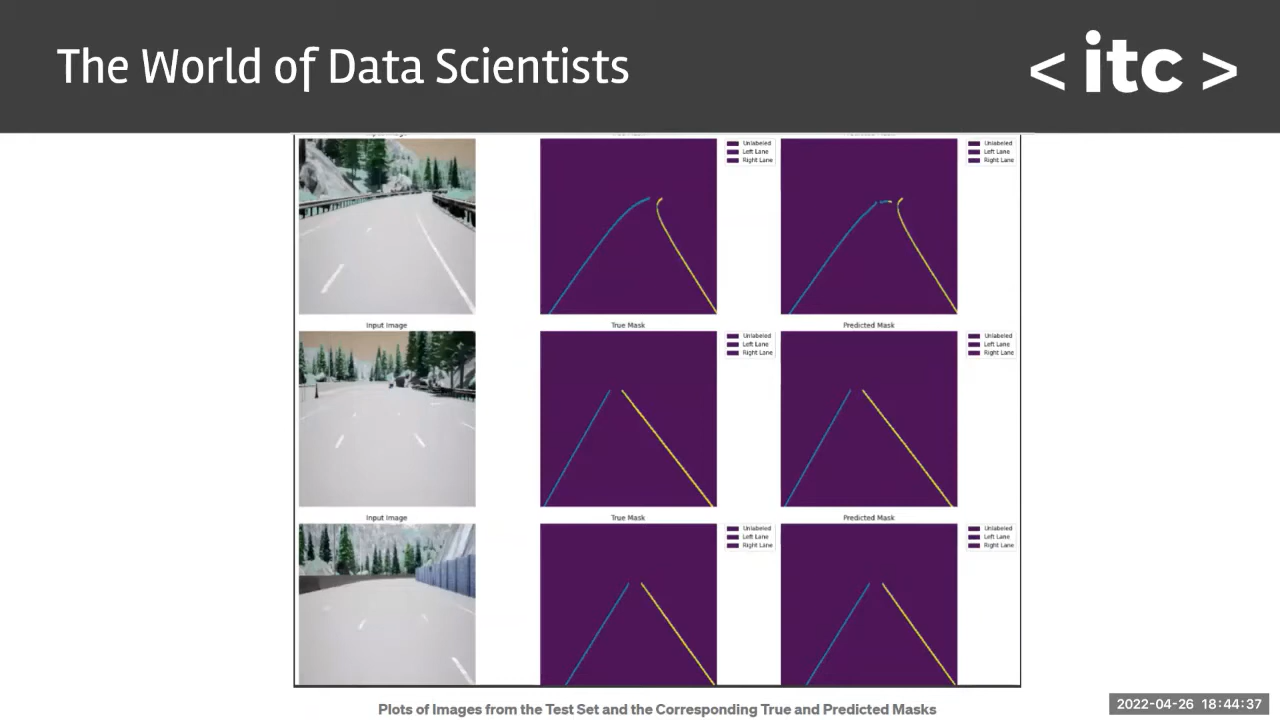 The World of Data Scientists
< itc >
Unlabeled
Left Lane
Right Lane
Unlabeled
Left Lane
Right Lane
Input Image
True Mask
Predicted Mask
Unlabeled
Left Lane
Right Lane
Unlabeled
Left Lane
Right Lane
Input Image
True Mask
Predicted Mask
Unlabeled
Left Lane
Right Lane
Unlabeled
Left Lane
Right Lane
Plots of Images from the Test Set and the Corresponding True and Predicted Masks
2022-04-26 18:44:37